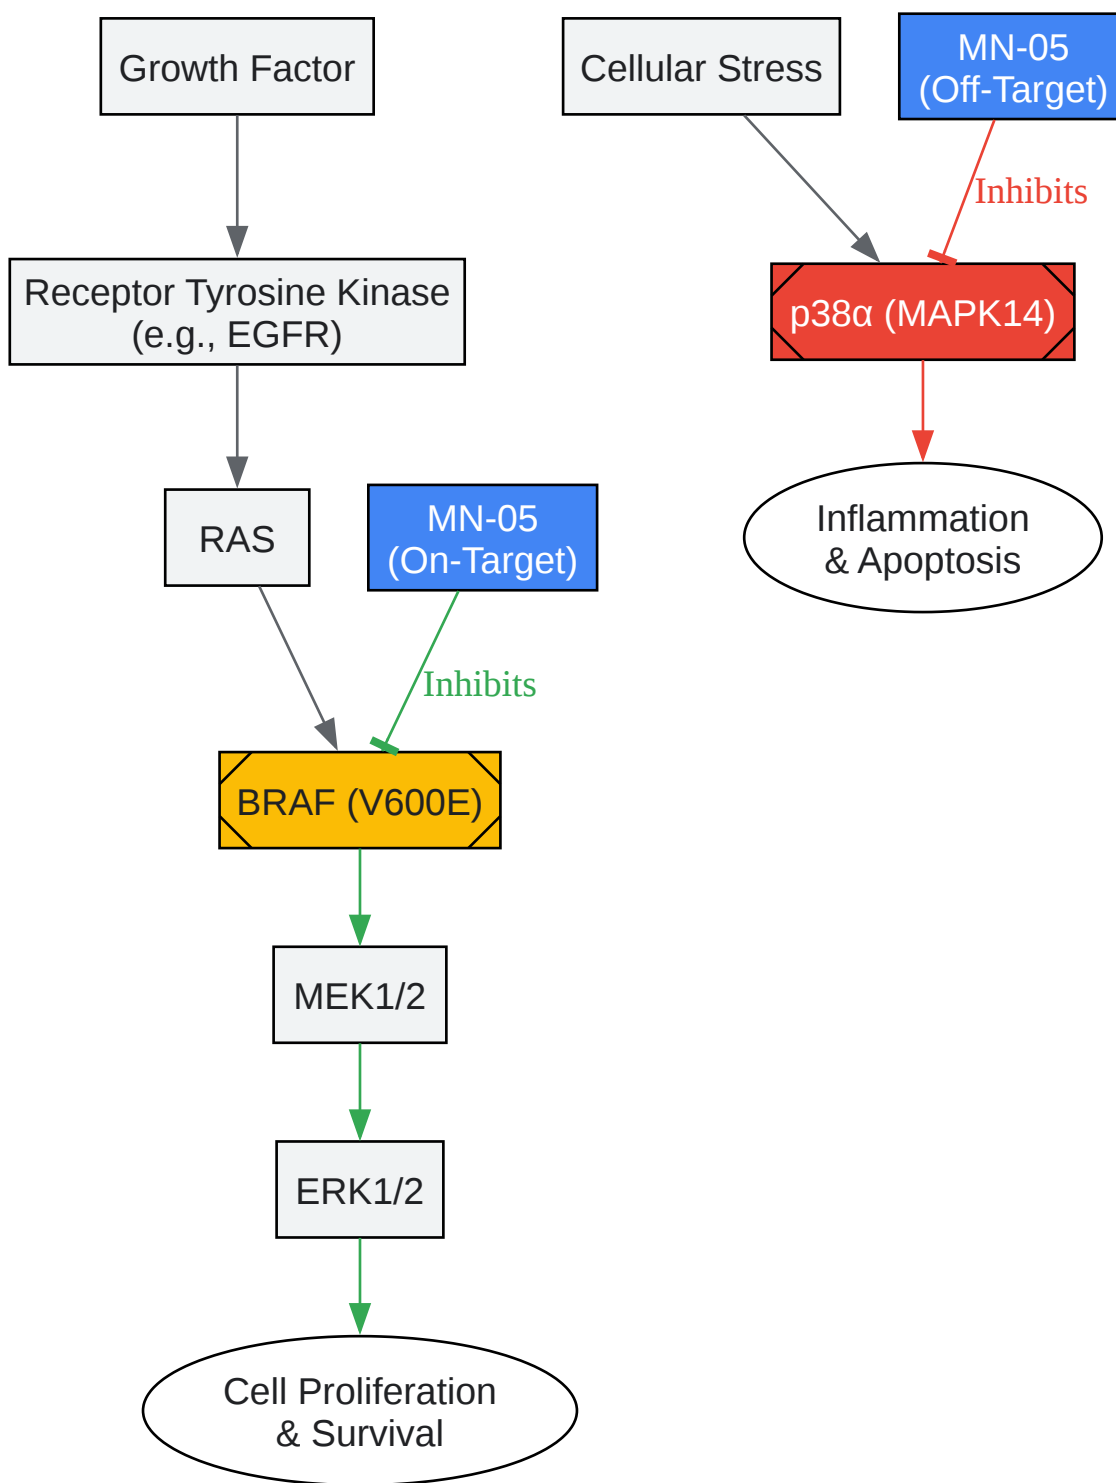 Growth Factor
Cellular Stress
MN-05
(Off-Target)
Inhibits
Receptor Tyrosine Kinase
(e.g., EGFR)
p38α (MAPK14)
RAS
MN-05
(On-Target)
Inflammation
& Apoptosis
Inhibits
BRAF (V600E)
MEK1/2
ERK1/2
Cell Proliferation
& Survival